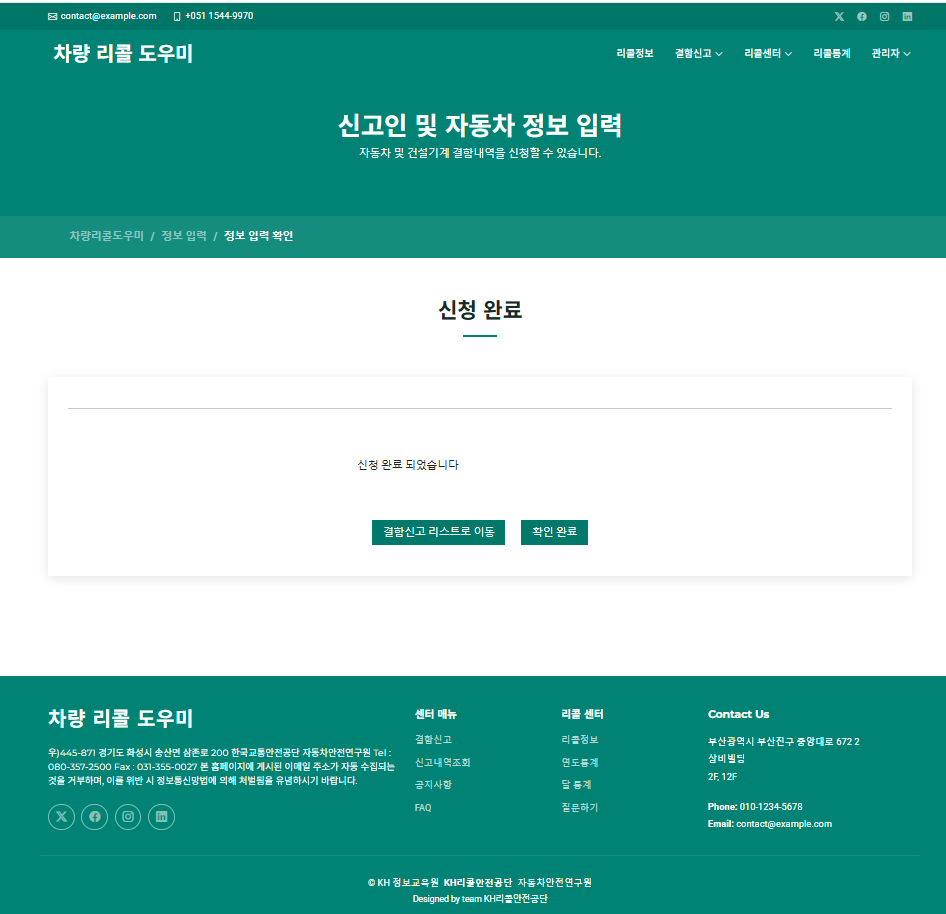 contact@example.com +051 1544-9970
차량 리콜 도우미
리콜정보 결함신고 리콜센터 리콜통계 관리자
신고인 및 자동차 정보 입력
자동차 및 건설기계 결함내역을 신청할 수 있습니다.
차량리콜도우미 / 정보 입력 / 정보 입력 확인
신청 완료
신청 완료 되었습니다
결함신고 리스트로 이동 확인 완료
차량 리콜 도우미
우)445-871 경기도 화성시 송산면 삼존로 200 한국교통안전공단 자동차안전연구원 Tel :
080-357-2500 Fax : 031-355-0027 본 홈페이지에 게시된 이메일 주소가 자동 수집되는
것을 거부하며, 이를 위반 시 정보통신망법에 의해 처벌됨을 유념하시기 바랍니다.
센터 메뉴
결함신고
신고내역조회
공지사항
FAQ
리콜 센터
리콜정보
연도통계
달 통계
질문하기
Contact Us
부산광역시 부산진구 중앙대로 672 2
삼비빌딩
2F, 12F
Phone: 010-1234-5678
Email: contact@example.com
© KH 정보교육원 KH리콜안전공단 자동차안전연구원
Designed by team KH리콜안전공단